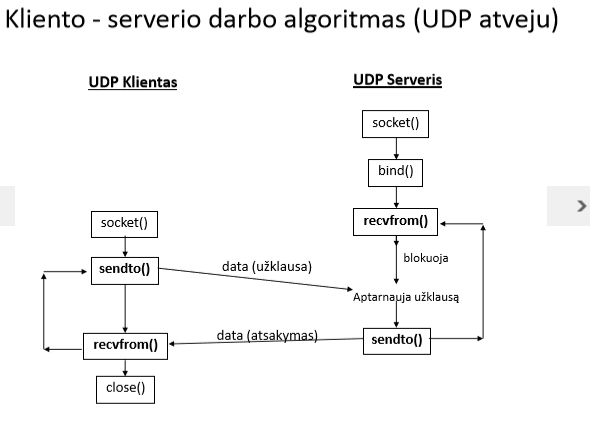 Kliento - serverio darbo algoritmas (UDP atveju)
UDP Klientas
UDP Serveris
socket()
bind()
recvfrom()
blokuoja
socket()
sendto()
data (užklausa)
Aptarnauja užklausą
data (atsakymas)
sendto()
recvfrom()
close()